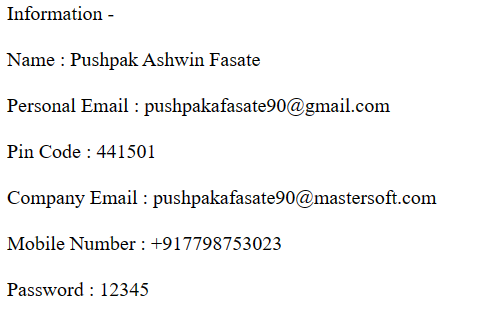 Information -
Name : Pushpak Ashwin Fasate
Personal Email : pushpakafasate90@gmail.com
Pin Code : 441501
Company Email : pushpakafasate90@mastersoft.com
Mobile Number : +917798753023
Password : 12345